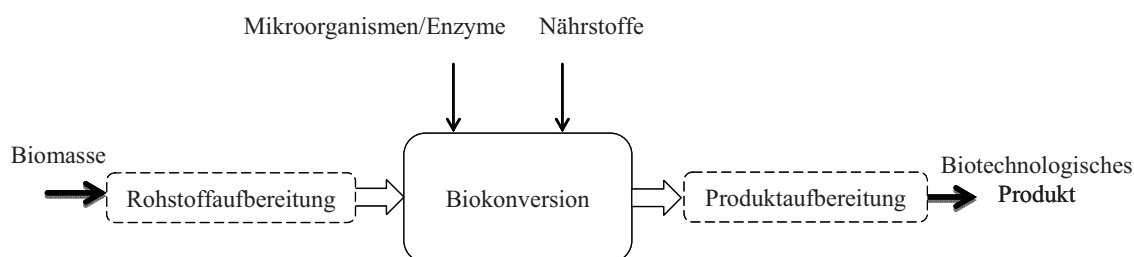 Mikroorganismen/Enzyme
Nährstoffe
Biomasse
Rohstoffaufbereitung
Biokonversion
Produktaufbereitung
Biotechnologisches
Produkt